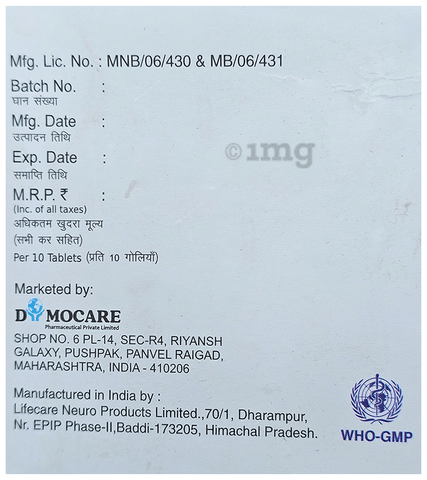 Mfg. Lic. No. : MNB/06/430 & MB/06/431
Batch No. :
घान संख्या
Mfg. Date :
उत्पादन तिथि
©1mg
Exp. Date :
समाप्ति तिथि
M.R.P. ₹ :
(Inc. of all taxes)
अधिकतम खुदरा मूल्य
(सभी कर सहित)
Per 10 Tablets (प्रति 10 गोलियाँ)
Marketed by:
DYMOCARE
Pharmaceutical Private Limited
SHOP NO. 6 PL-14, SEC-R4, RIYANSH
GALAXY, PUSHPAK, PANVEL RAIGAD,
MAHARASHTRA, INDIA - 410206
Manufactured in India by :
Lifecare Neuro Products Limited.,70/1, Dharampur,
Nr. EPIP Phase-II,Baddi-173205, Himachal Pradesh.
WHO-GMP